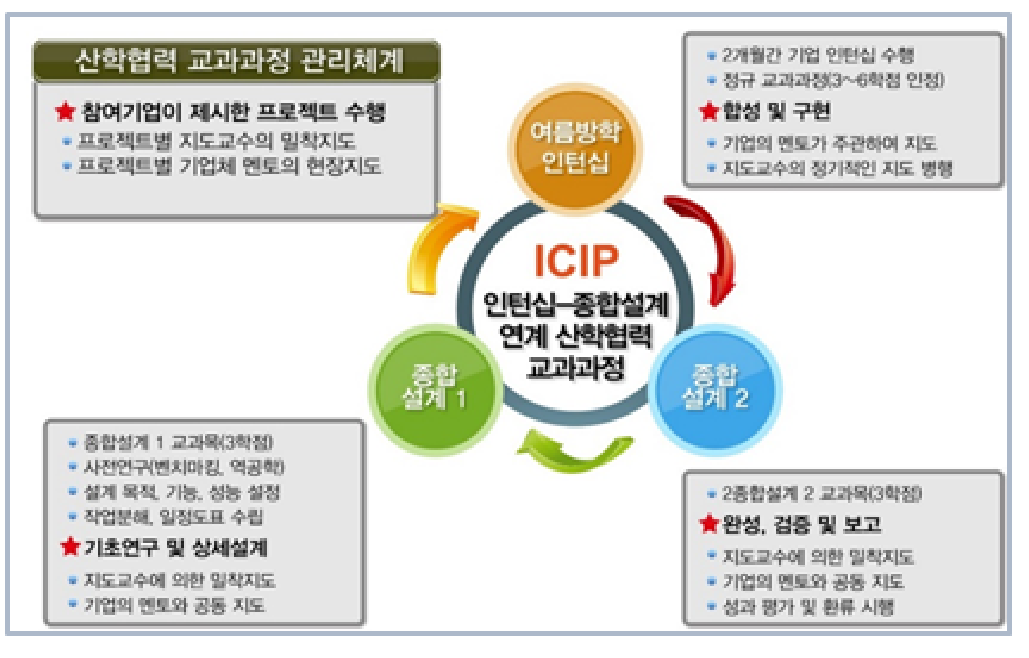 산학협력 교과과정 관리체계
★ 참여기업이 제시한 프로젝트 수행
프로젝트별 지도교수의 밀착지도
프로젝트별 기업체 멘토의 현장지도
2개월간 기업 인턴십 수행
정규 교과과정(3~6학점 인정)
★ 합성 및 구현
기업의 멘토가 주관하여 지도
지도교수의 정기적인 지도 병행
여름방학
인턴십
ICIP
인턴십-종합설계
연계 산학협력
교과과정
종합
설계 1
종합
설계 2
종합설계 1 교과목(3학점)
사전연구(벤치마킹, 역공학)
설계 목적, 기능, 성능 설정
작업분해, 일정도표 수립
★ 기초연구 및 상세설계
지도교수에 의한 밀착지도
기업의 멘토와 공동 지도
2종합설계 2 교과목(3학점)
★ 완성, 검증 및 보고
지도교수에 의한 밀착지도
기업의 멘토와 공동 지도
성과 평가 및 환류 시행